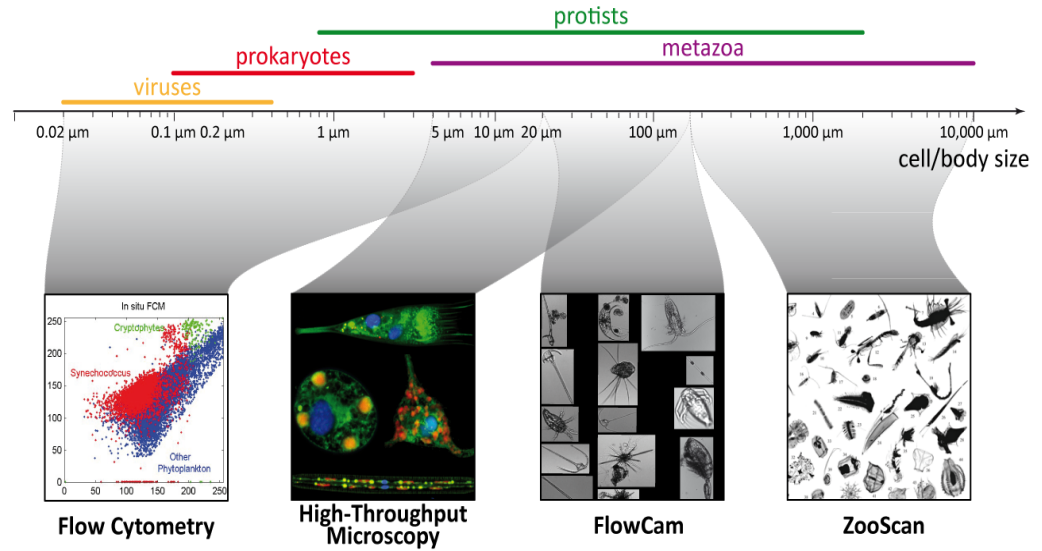 protists
metazoa
prokaryotes
viruses
0.02 µm 0.1 µm 0.2 µm 1 µm 5 µm 10 µm 20 µm 100 µm 1,000 µm 10,000 µm
cell/body size
In situ FCM
250
200
150
100
50
0
Cryptophytes
Synechococcus
Other
Phytoplankton
0 50 100 150 200 250
Flow Cytometry
High-Throughput
Microscopy
FlowCam
ZooScan